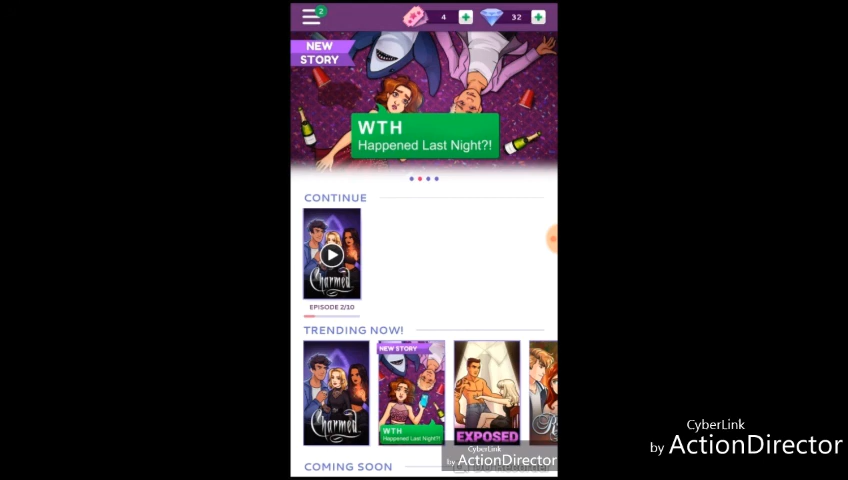 2
4
32
NEW
STORY
WTH
Happened Last Night?!
CONTINUE
Charmed
EPISODE 2/10
TRENDING NOW!
Charmed
NEW STORY
WTH
Happened Last Night?!
EXPOSED
CyberLink
by ActionDirector
COMING SOON
CyberLink
by ActionDirector